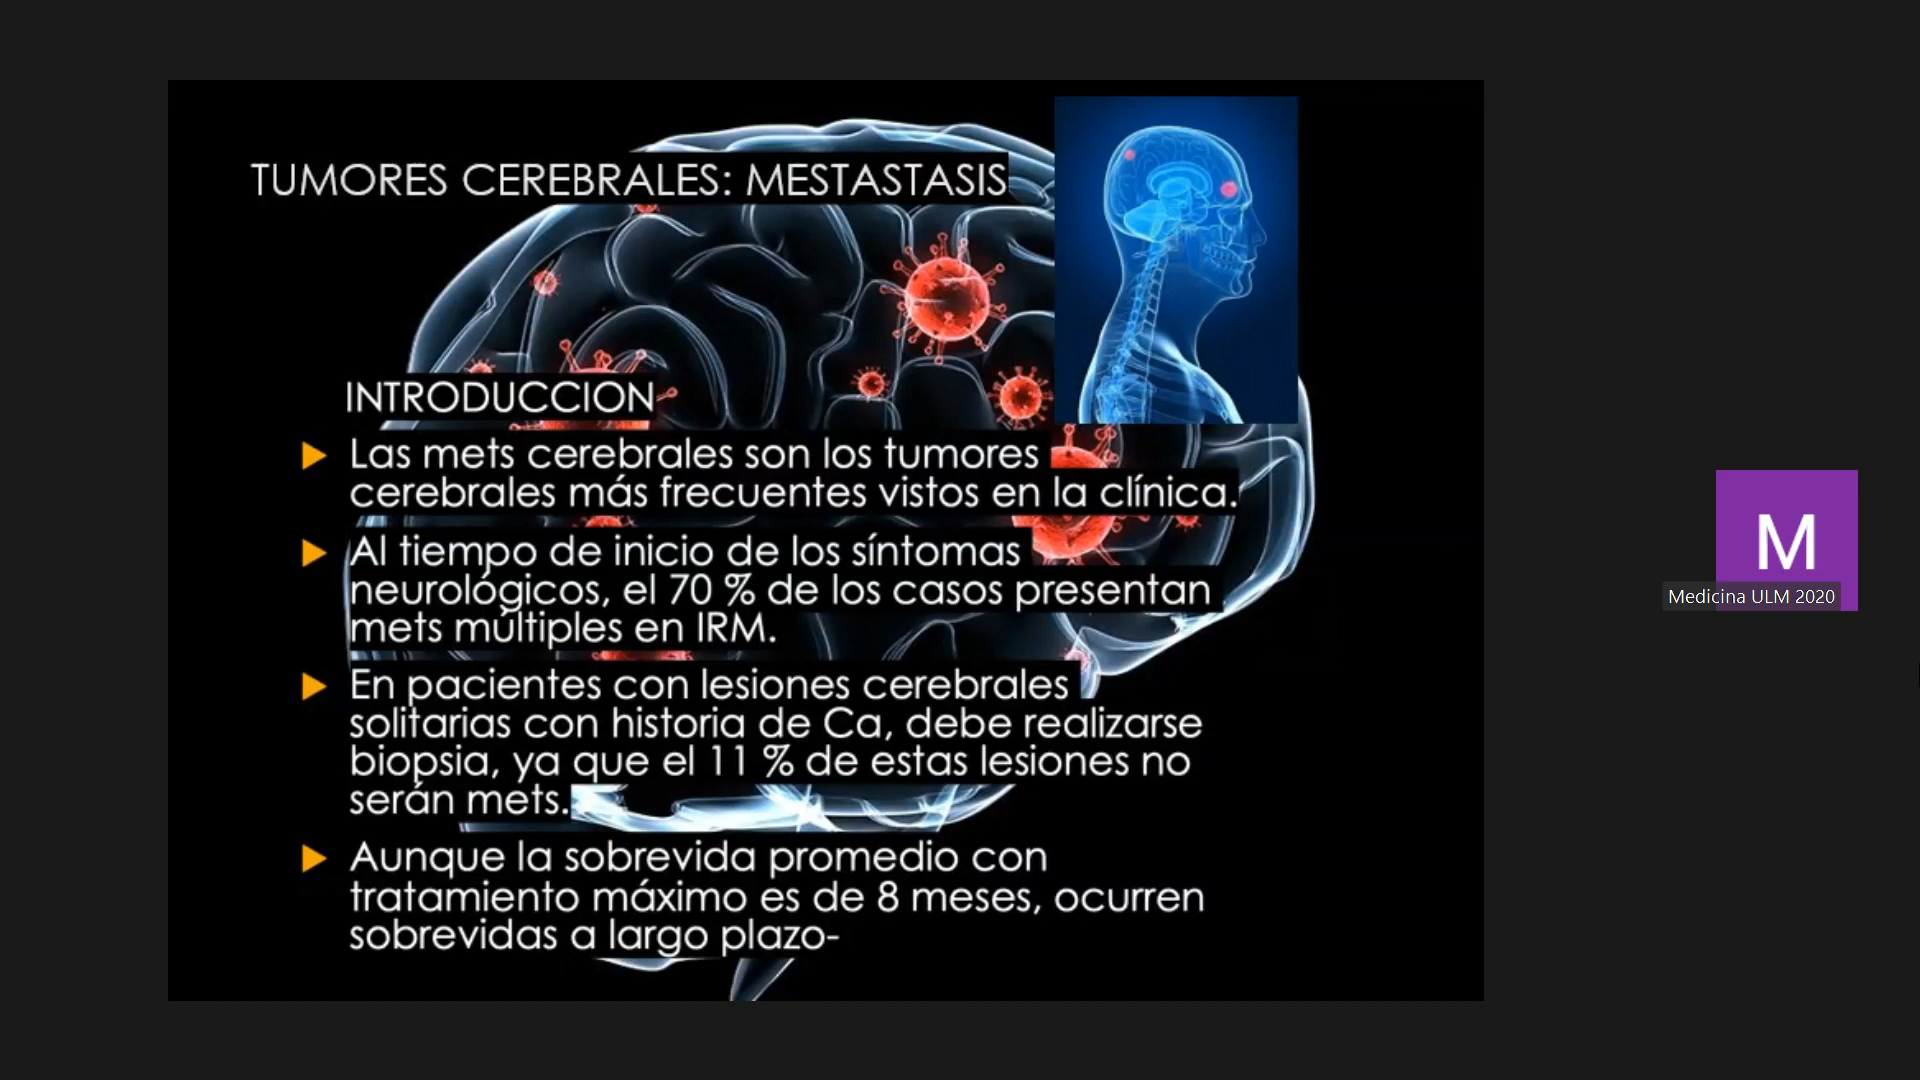 TUMORES CEREBRALES: MESTASTASIS
INTRODUCCION
Las mets cerebrales son los tumores
cerebrales más frecuentes vistos en la clínica.
Al tiempo de inicio de los síntomas
neurológicos, el 70 % de los casos presentan
mets múltiples en IRM.
En pacientes con lesiones cerebrales
solitarias con historia de Ca, debe realizarse
biopsia, ya que el 11 % de estas lesiones no
serán mets.
Aunque la sobrevida promedio con
tratamiento máximo es de 8 meses, ocurren
sobrevidas a largo plazo-
M
Medicina ULM 2020